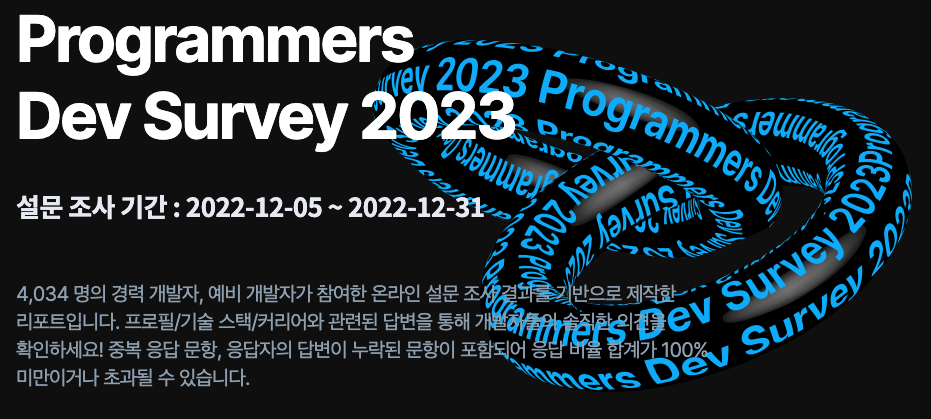 Programmers
Dev Survey 2023
설문 조사 기간 : 2022-12-05 ~ 2022-12-31
4,034 명의 경력 개발자, 예비 개발자가 참여한 온라인 설문 조사 결과를 기반으로 제작한
리포트입니다. 프로필/기술 스택/커리어와 관련된 답변을 통해 개발자들의 솔직한 의견을
확인하세요! 중복 응답 문항, 응답자의 답변이 누락된 문항이 포함되어 응답 비율 합계가 100%
미만이거나 초과될 수 있습니다.
Survey 2023 Programmers
Dev Survey 2023